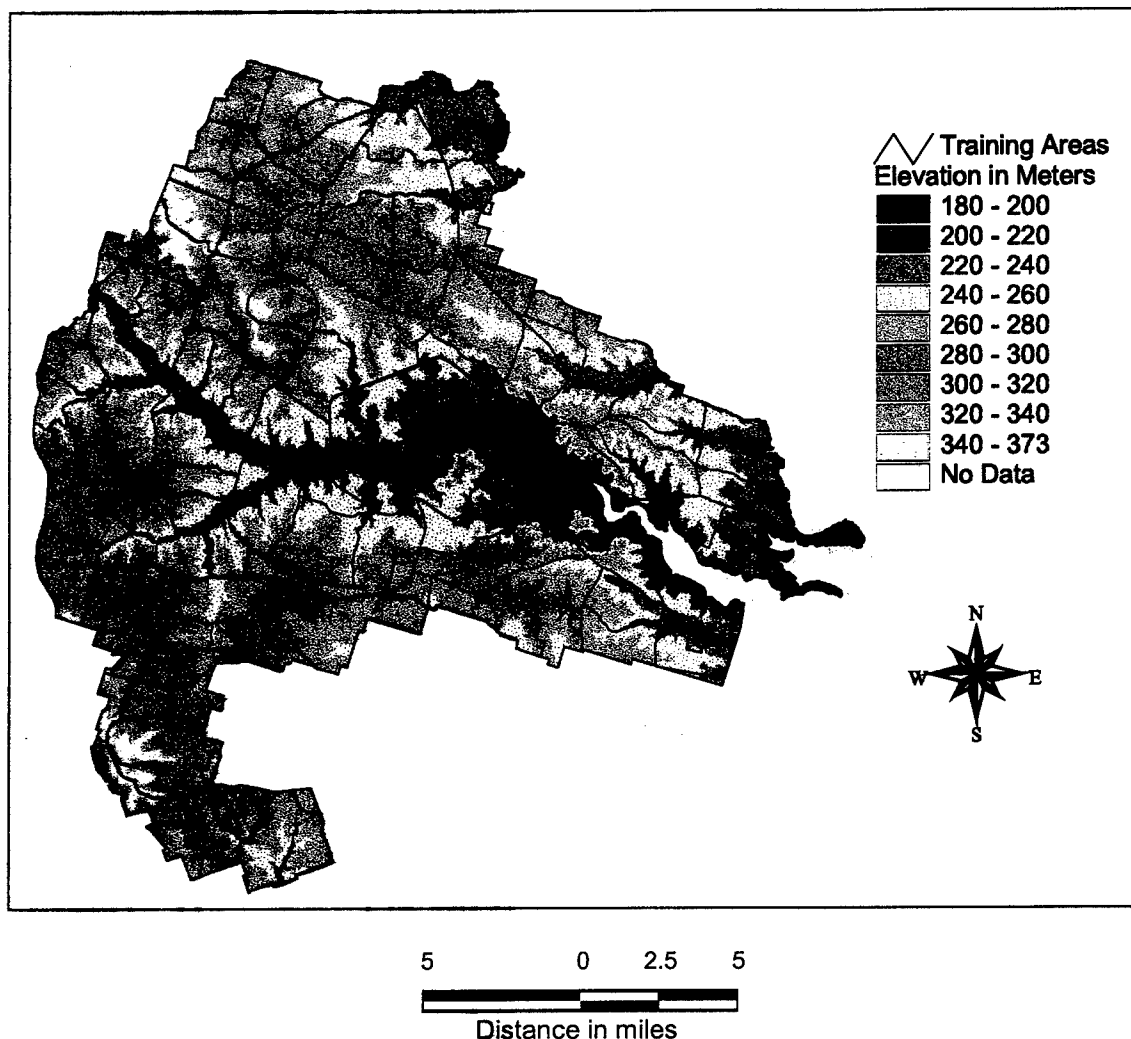 Training Areas
Elevation in Meters
180 - 200
200 - 220
220 - 240
240 - 260
260 - 280
280 - 300
300 - 320
320 - 340
340 - 373
No Data
N
W E
S
5 0 2.5 5
Distance in miles